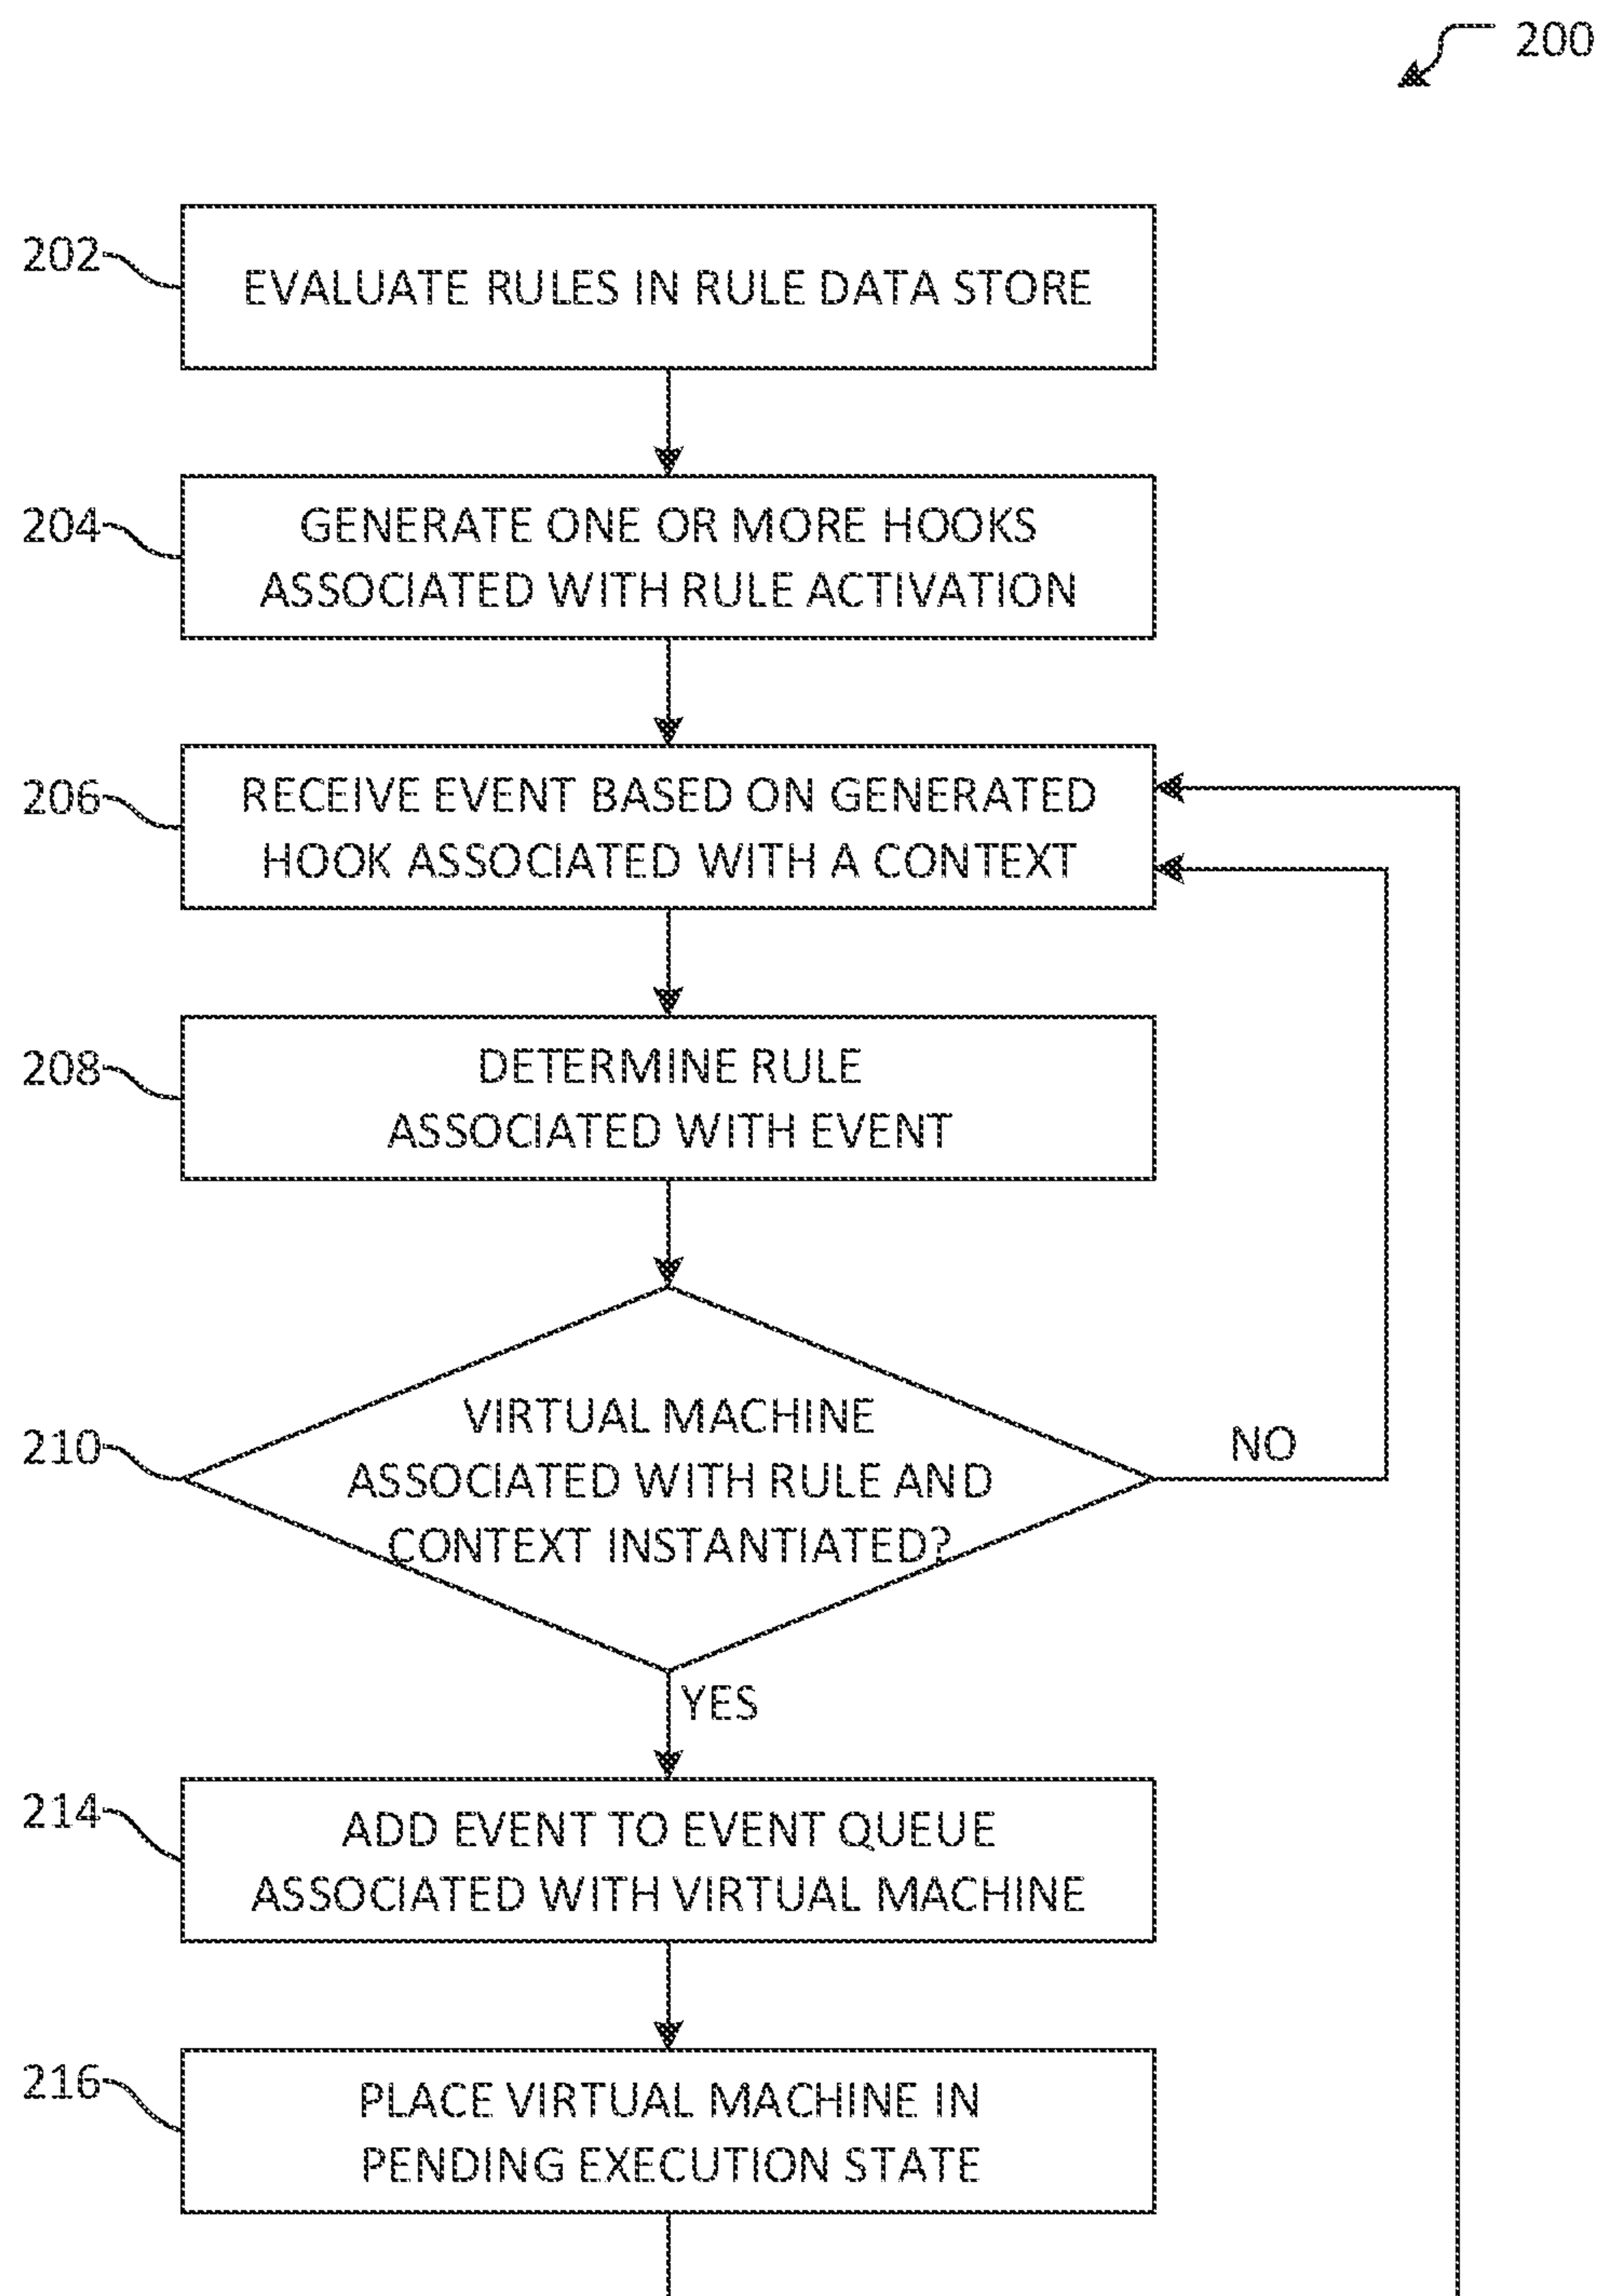 200
202
EVALUATE RULES IN RULE DATA STORE
204
GENERATE ONE OR MORE HOOKS
ASSOCIATED WITH RULE ACTIVATION
206
RECEIVE EVENT BASED ON GENERATED
HOOK ASSOCIATED WITH A CONTEXT
208
DETERMINE RULE
ASSOCIATED WITH EVENT
210
VIRTUAL MACHINE
ASSOCIATED WITH RULE AND
CONTEXT INSTANTIATED?
NO
YES
214
ADD EVENT TO EVENT QUEUE
ASSOCIATED WITH VIRTUAL MACHINE
216
PLACE VIRTUAL MACHINE IN
PENDING EXECUTION STATE